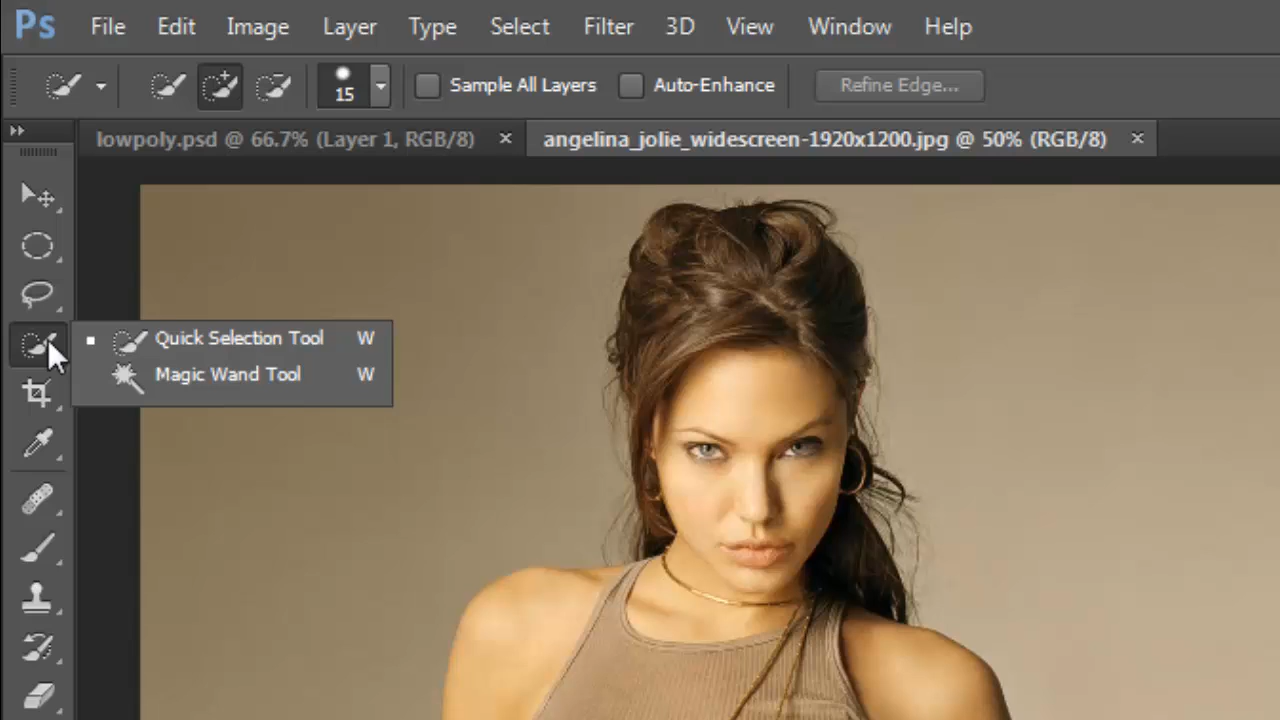 Ps File Edit Image Layer Type Select Filter 3D View Window Help
15 Sample All Layers Auto-Enhance Refine Edge...
lowpoly.psd @ 66.7% (Layer 1, RGB/8) × angelina_jolie_widescreen-1920x1200.jpg @ 50% (RGB/8) ×
Quick Selection Tool W
Magic Wand Tool W